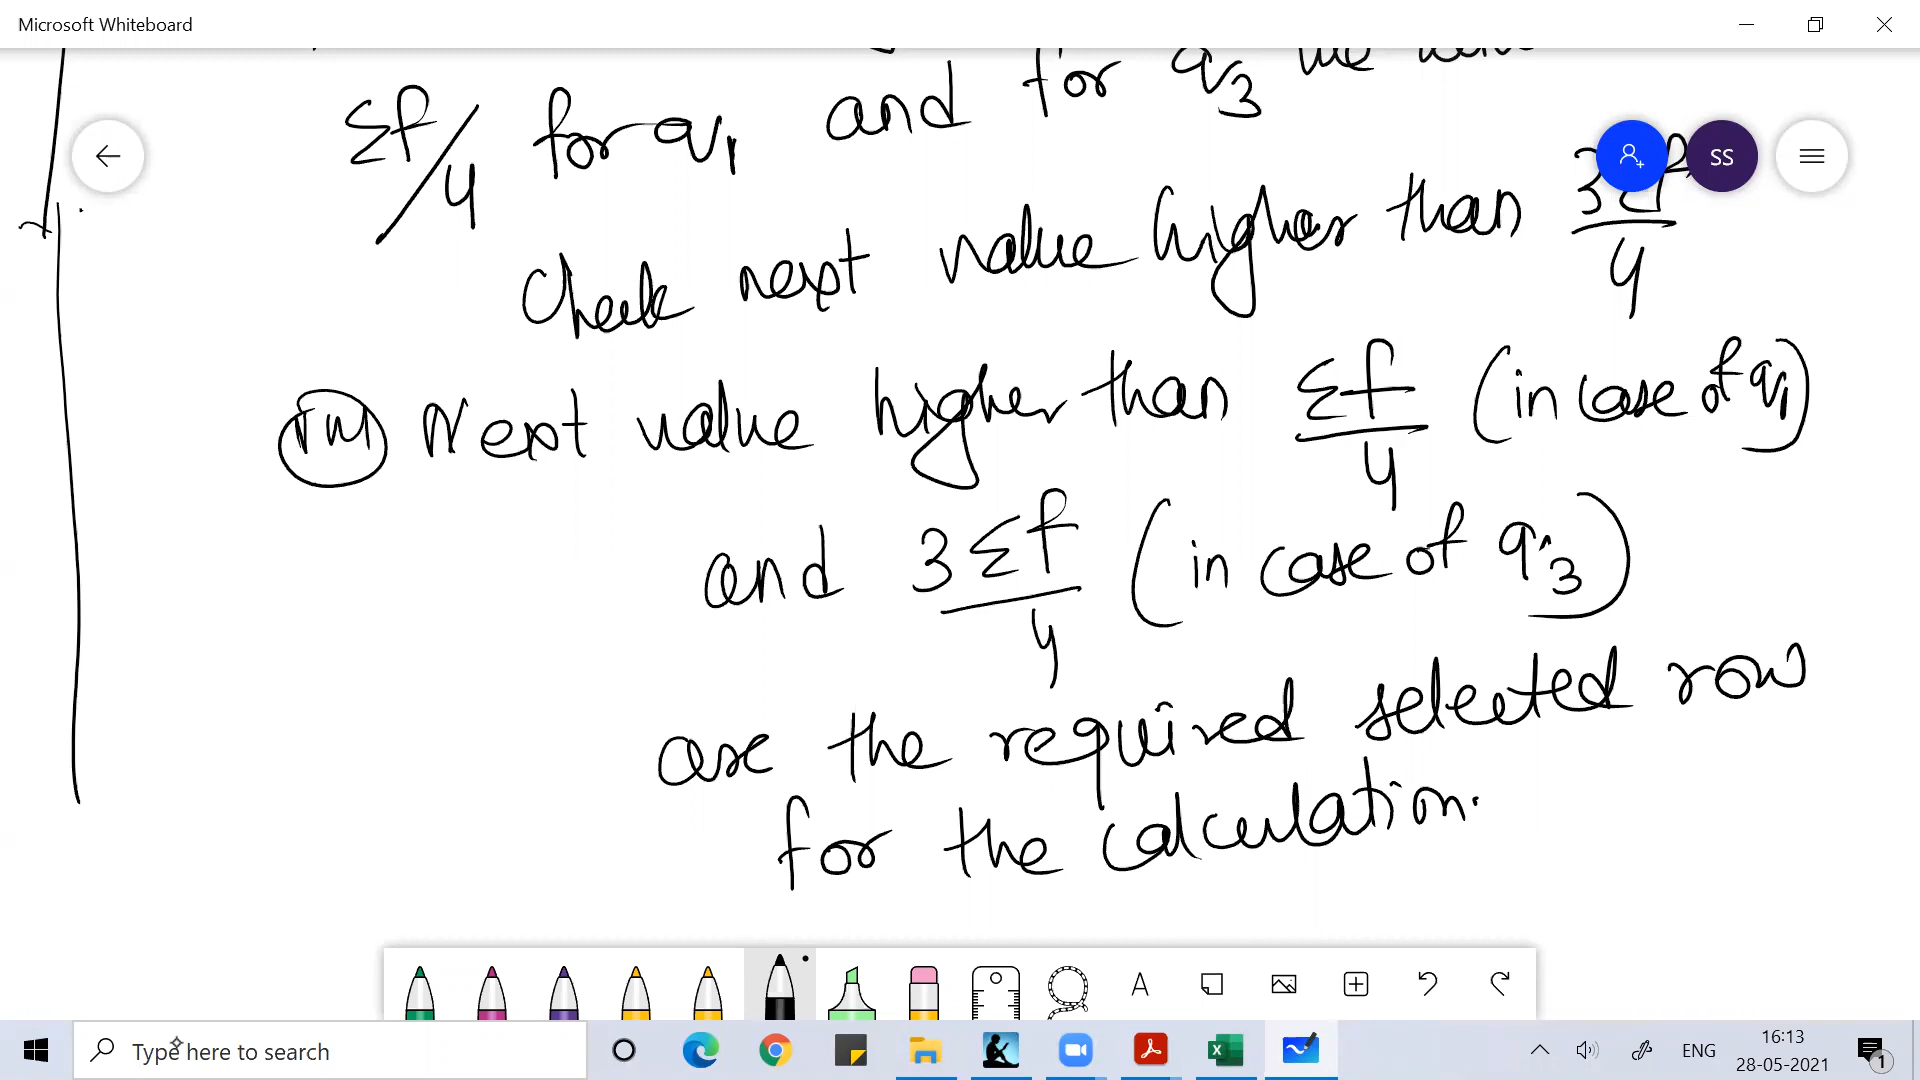 Microsoft Whiteboard
and for q3 we
Σf/4 for q1
SS
Check next value higher than 3Σf/4
Next value higher than Σf/4 (in case of q1)
and 3Σf/4 (in case of q3)
are the required selected row
for the calculation.
A
Type here to search
ENG
16:13
28-05-2021
1